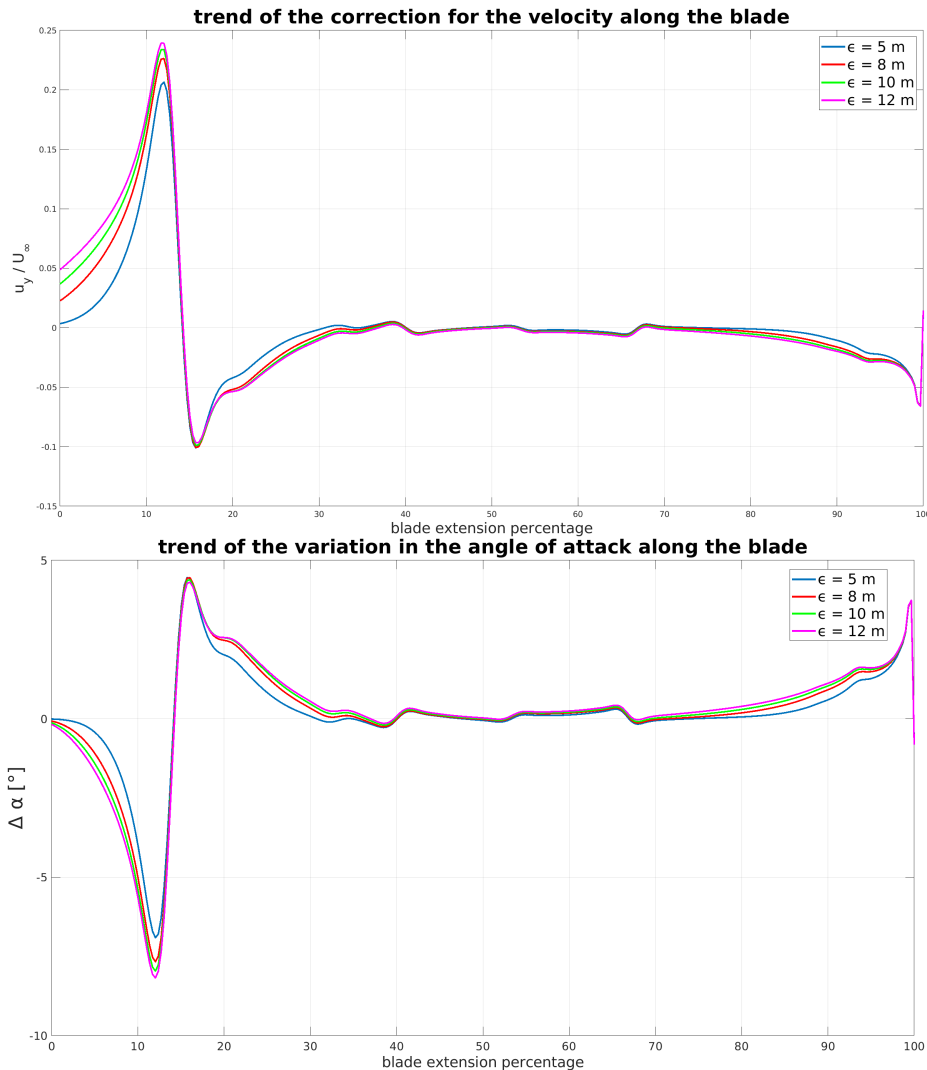 trend of the correction for the velocity along the blade
0.25
0.2
0.15
0.1
0.05
0
-0.05
-0.1
-0.15
u_y / U_∞
ϵ = 5 m
ϵ = 8 m
ϵ = 10 m
ϵ = 12 m
0 10 20 30 40 50 60 70 80 90 100
blade extension percentage
trend of the variation in the angle of attack along the blade
5
0
-5
-10
Δ α [°]
ϵ = 5 m
ϵ = 8 m
ϵ = 10 m
ϵ = 12 m
0 10 20 30 40 50 60 70 80 90 100
blade extension percentage